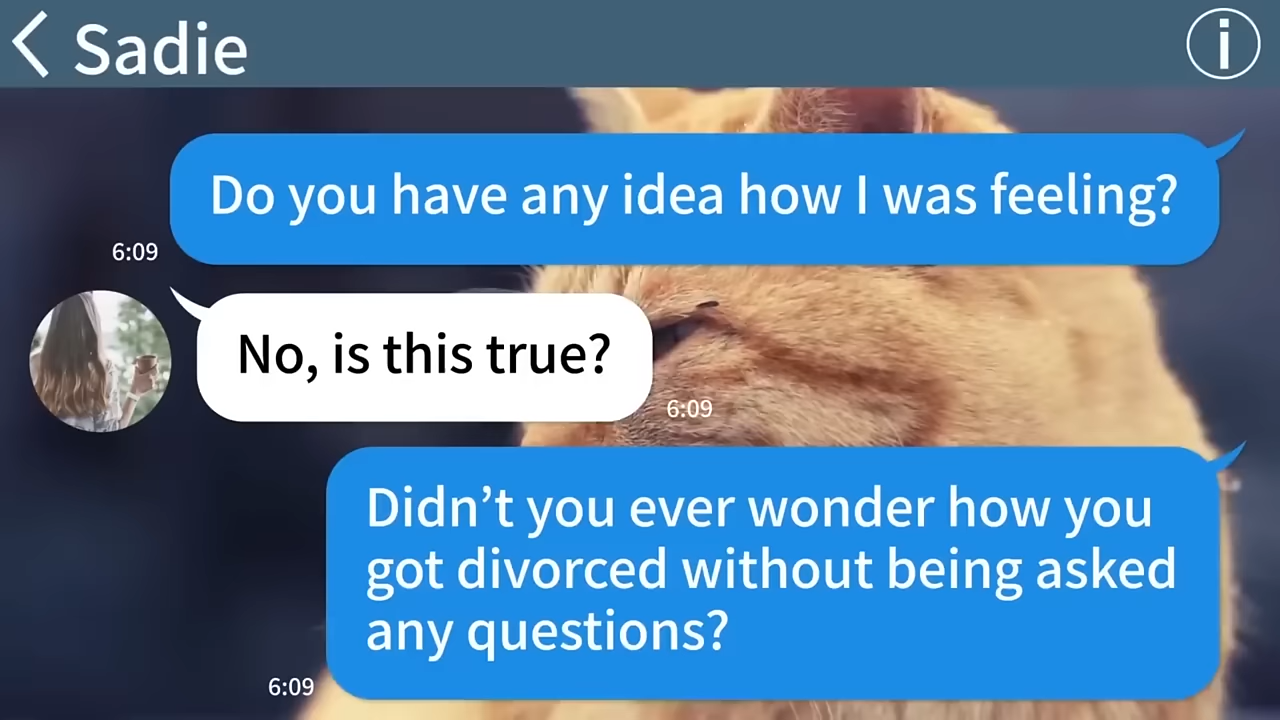 Sadie
Do you have any idea how I was feeling?
6:09
No, is this true?
6:09
Didn’t you ever wonder how you
got divorced without being asked
any questions?
6:09